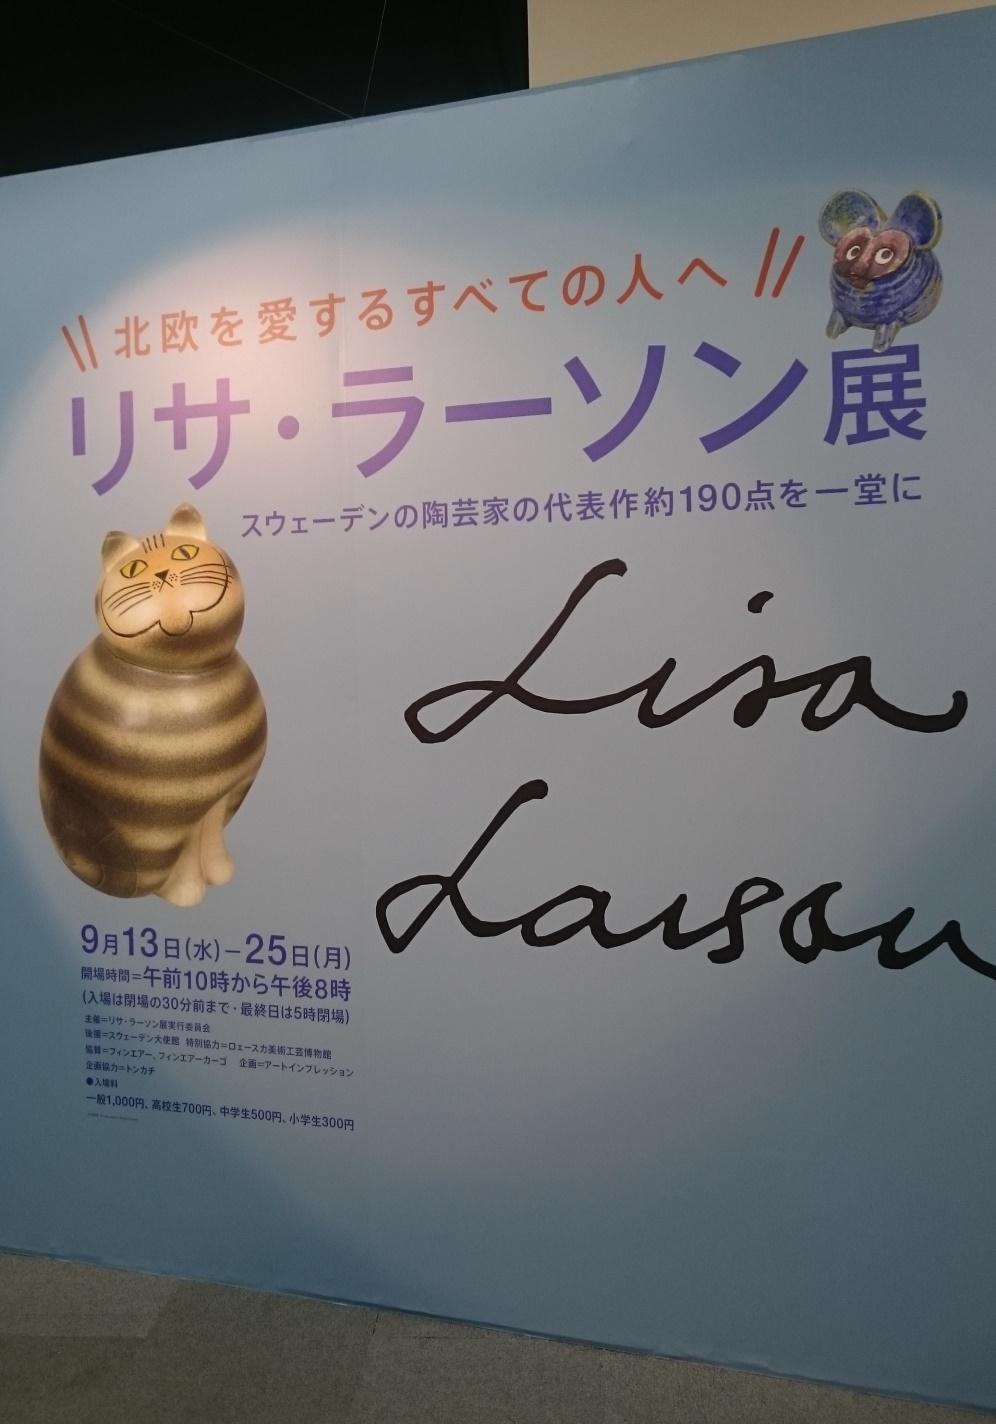 \\ 北欧を愛するすべての人へ //
リサ・ラーソン展
スウェーデンの陶芸家の代表作約190点を一堂に
Lisa
Larson
9月13日(水)−25日(月)
開場時間=午前10時から午後8時
(入場は閉場の30分前まで・最終日は5時閉場)
主催=リサ・ラーソン展実行委員会
後援=スウェーデン大使館 特別協力=ロェースカ美術工芸博物館
協賛=フィンエアー、フィンエアーカーゴ 企画=アートインプレッション
企画協力=トンカチ
●入場料
一般1,000円、高校生700円、中学生500円、小学生300円